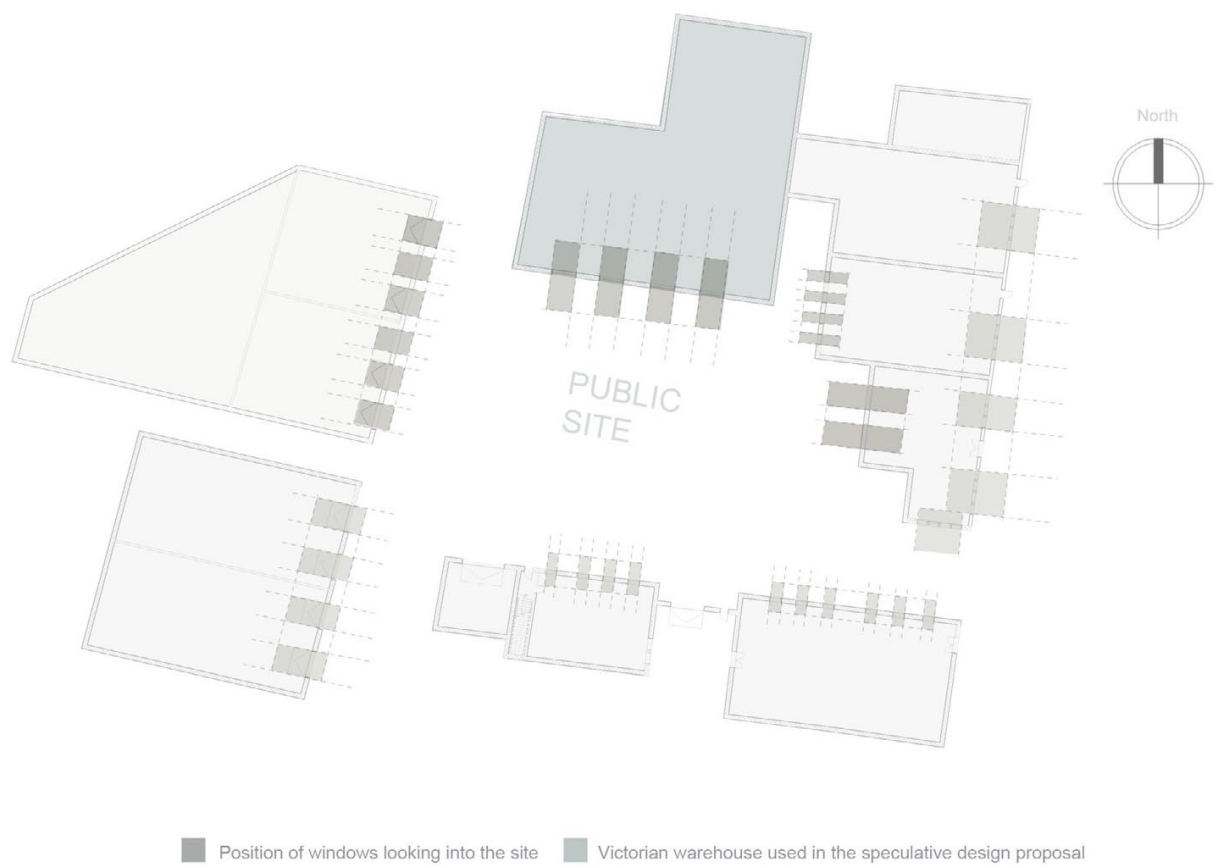 North
PUBLIC
SITE
Position of windows looking into the site
Victorian warehouse used in the speculative design proposal